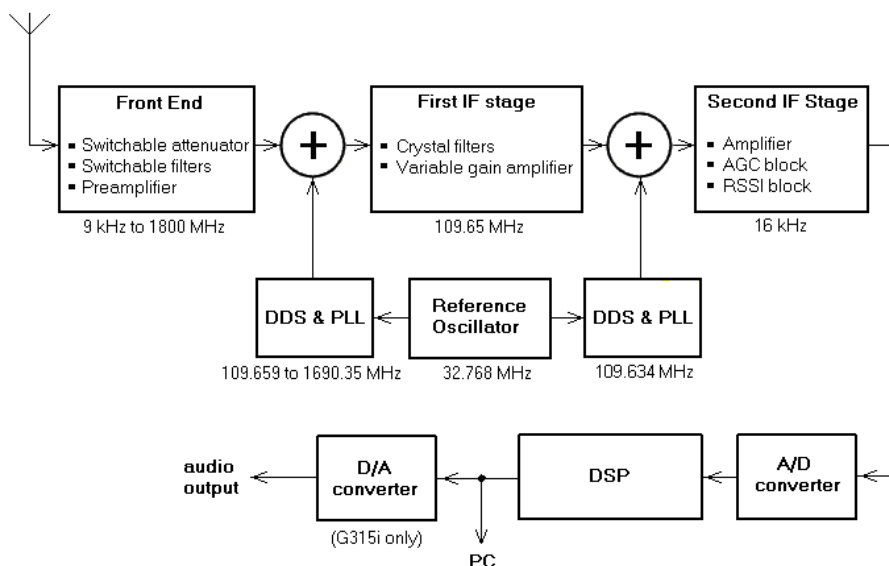 Front End
▪ Switchable attenuator
▪ Switchable filters
▪ Preamplifier
9 kHz to 1800 MHz
+
First IF stage
▪ Crystal filters
▪ Variable gain amplifier
109.65 MHz
+
Second IF Stage
▪ Amplifier
▪ AGC block
▪ RSSI block
16 kHz
DDS & PLL
109.659 to 1690.35 MHz
Reference
Oscillator
32.768 MHz
DDS & PLL
109.634 MHz
audio
output
D/A
converter
(G315i only)
PC
DSP
A/D
converter